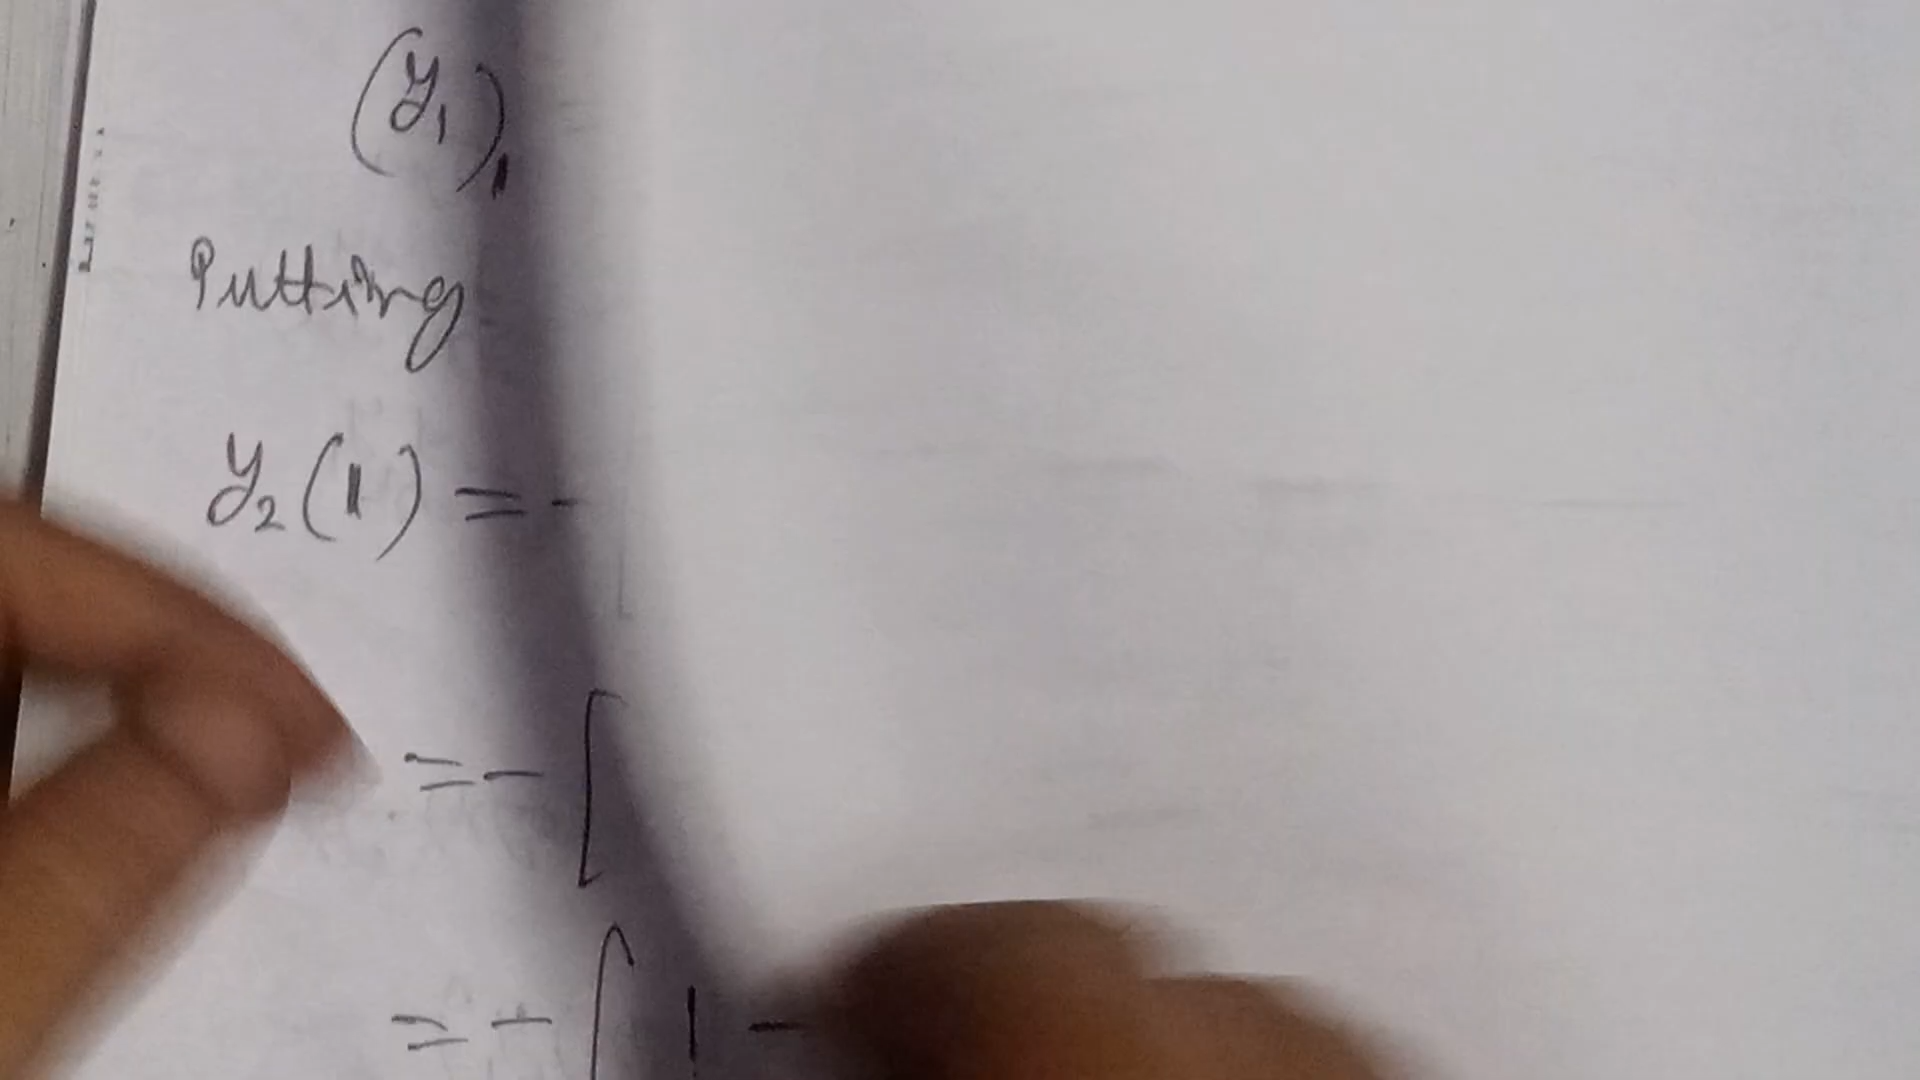 (y₁)₁
Putting
y₂(1) = -
= - [
= - [ 1 -